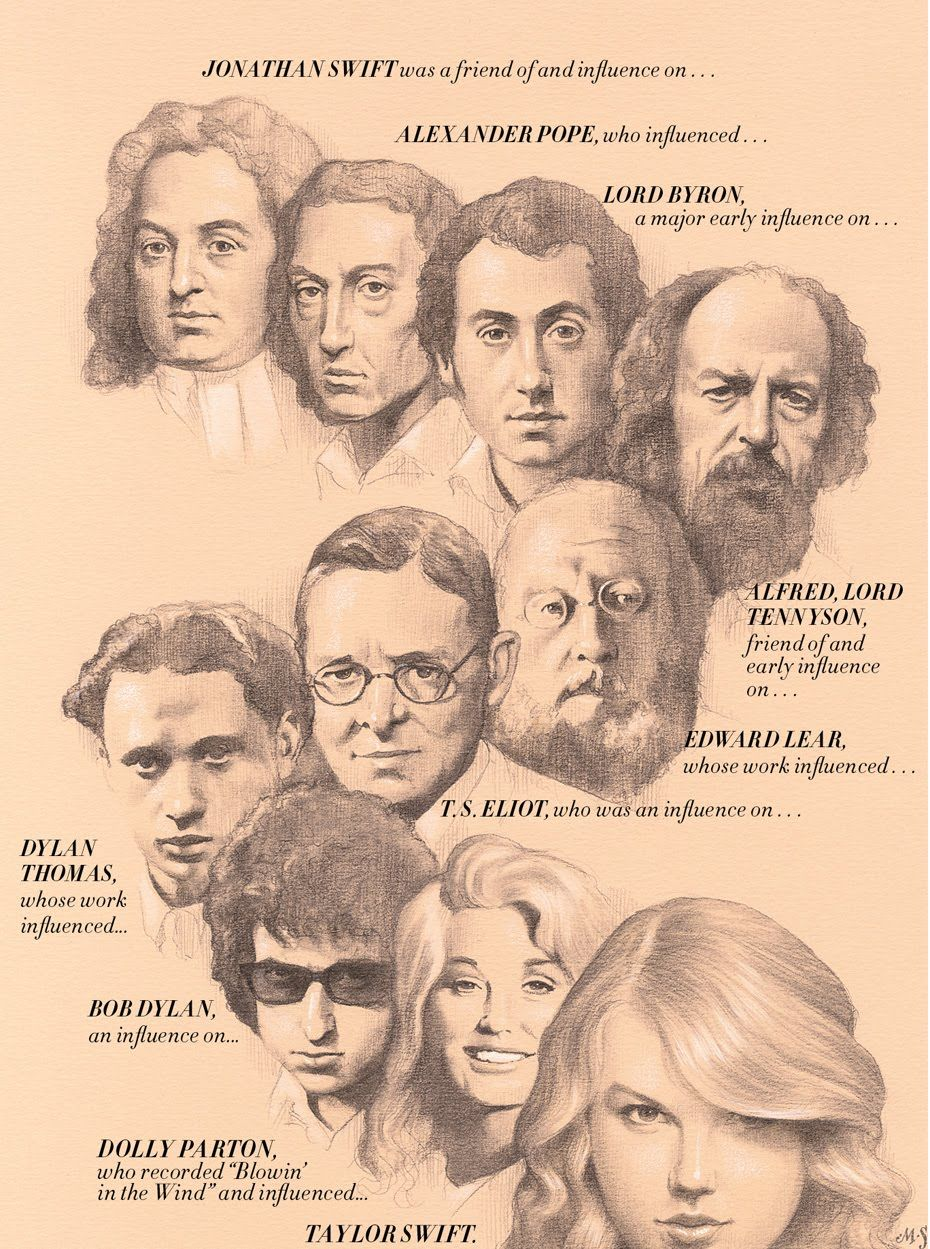 JONATHAN SWIFT was a friend of and influence on . . .
ALEXANDER POPE, who influenced . . .
LORD BYRON,
a major early influence on . . .
ALFRED, LORD
TENNYSON,
friend of and
early influence
on . . .
EDWARD LEAR,
whose work influenced . . .
T. S. ELIOT, who was an influence on . . .
DYLAN
THOMAS,
whose work
influenced...
BOB DYLAN,
an influence on...
DOLLY PARTON,
who recorded “Blowin’
in the Wind” and influenced...
TAYLOR SWIFT.
M.S